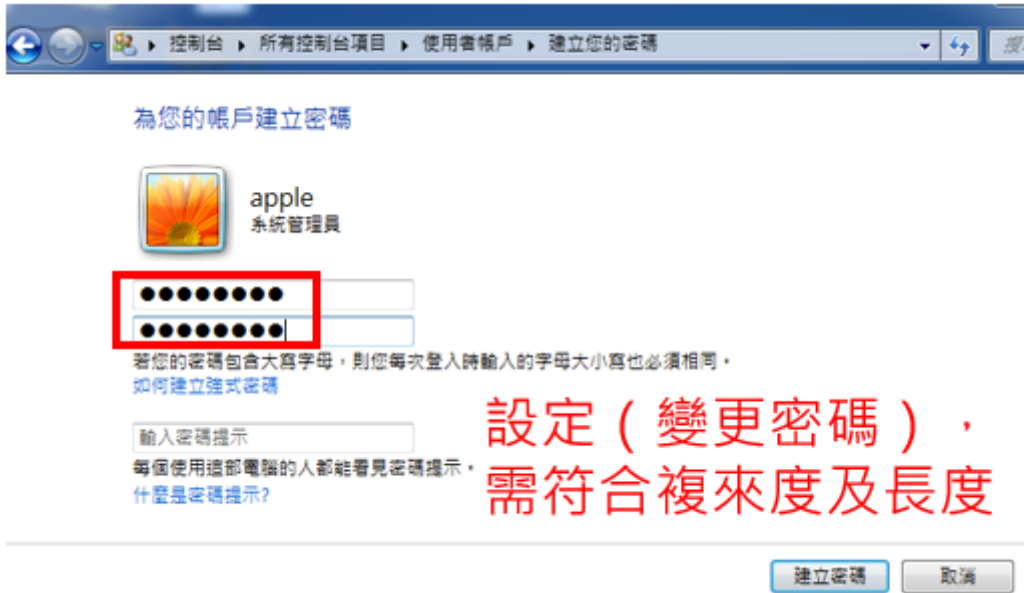 控制台 ▸ 所有控制台項目 ▸ 使用者帳戶 ▸ 建立您的密碼
為您的帳戶建立密碼
apple
系統管理員
●●●●●●●●
●●●●●●●●
若您的密碼包含大寫字母，則您每次登入時輸入的字母大小寫也必須相同。
如何建立強式密碼
輸入密碼提示
每個使用這部電腦的人都能看見密碼提示。
什麼是密碼提示?
設定（變更密碼），
需符合複來度及長度
建立密碼
取消